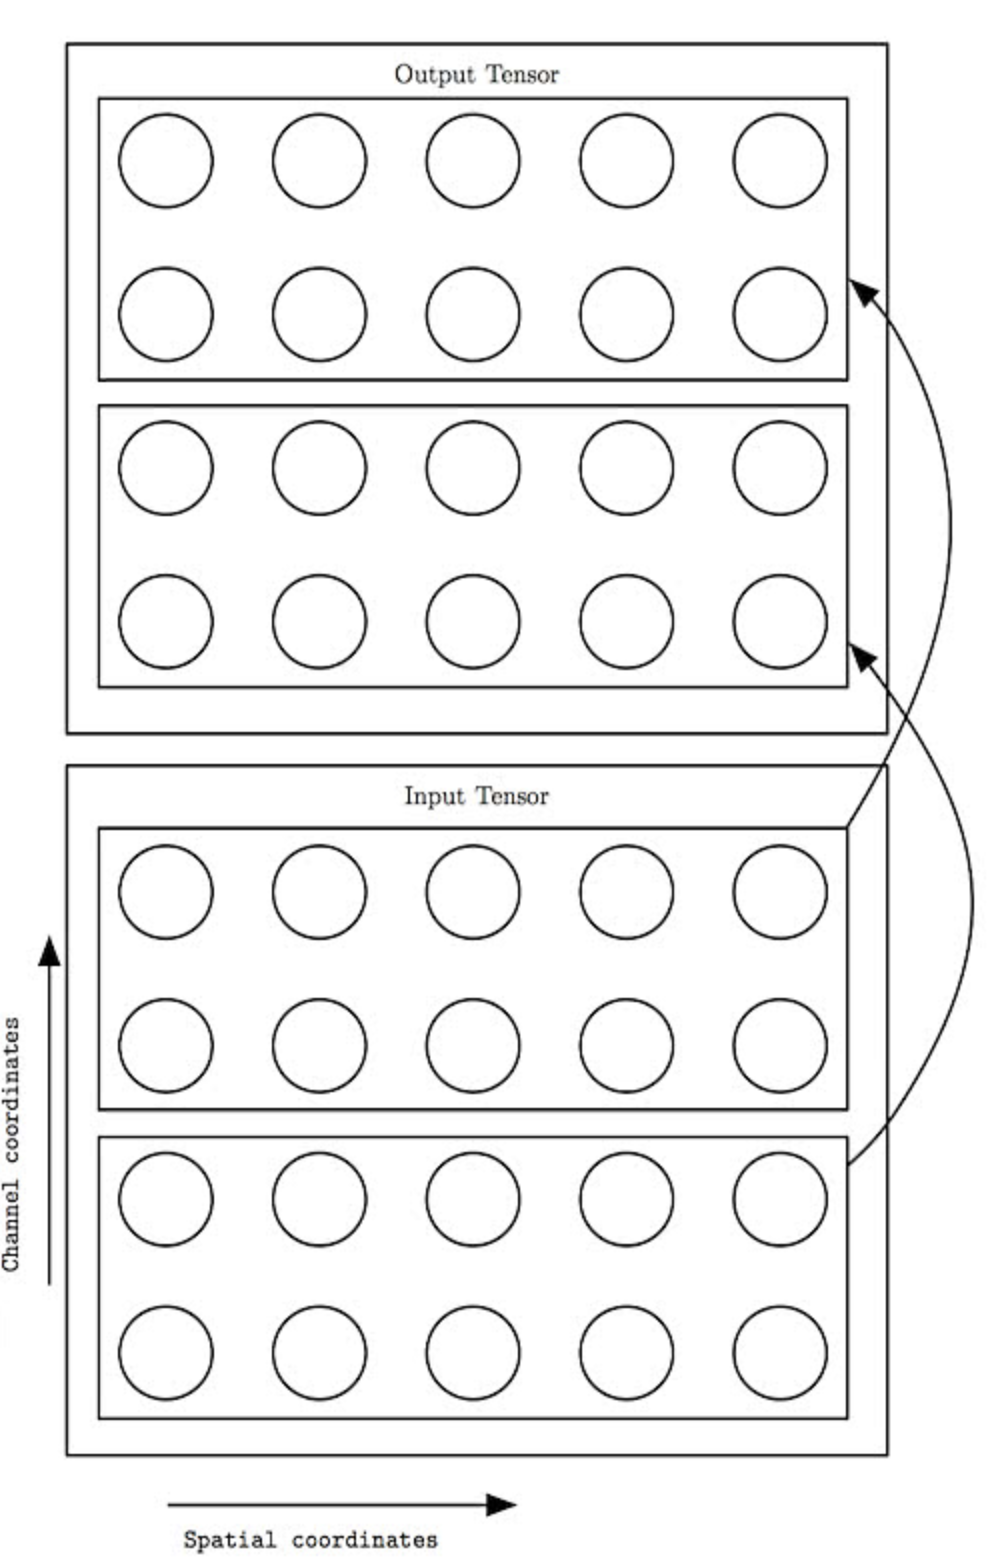 Output Tensor
Input Tensor
Channel coordinates
Spatial coordinates